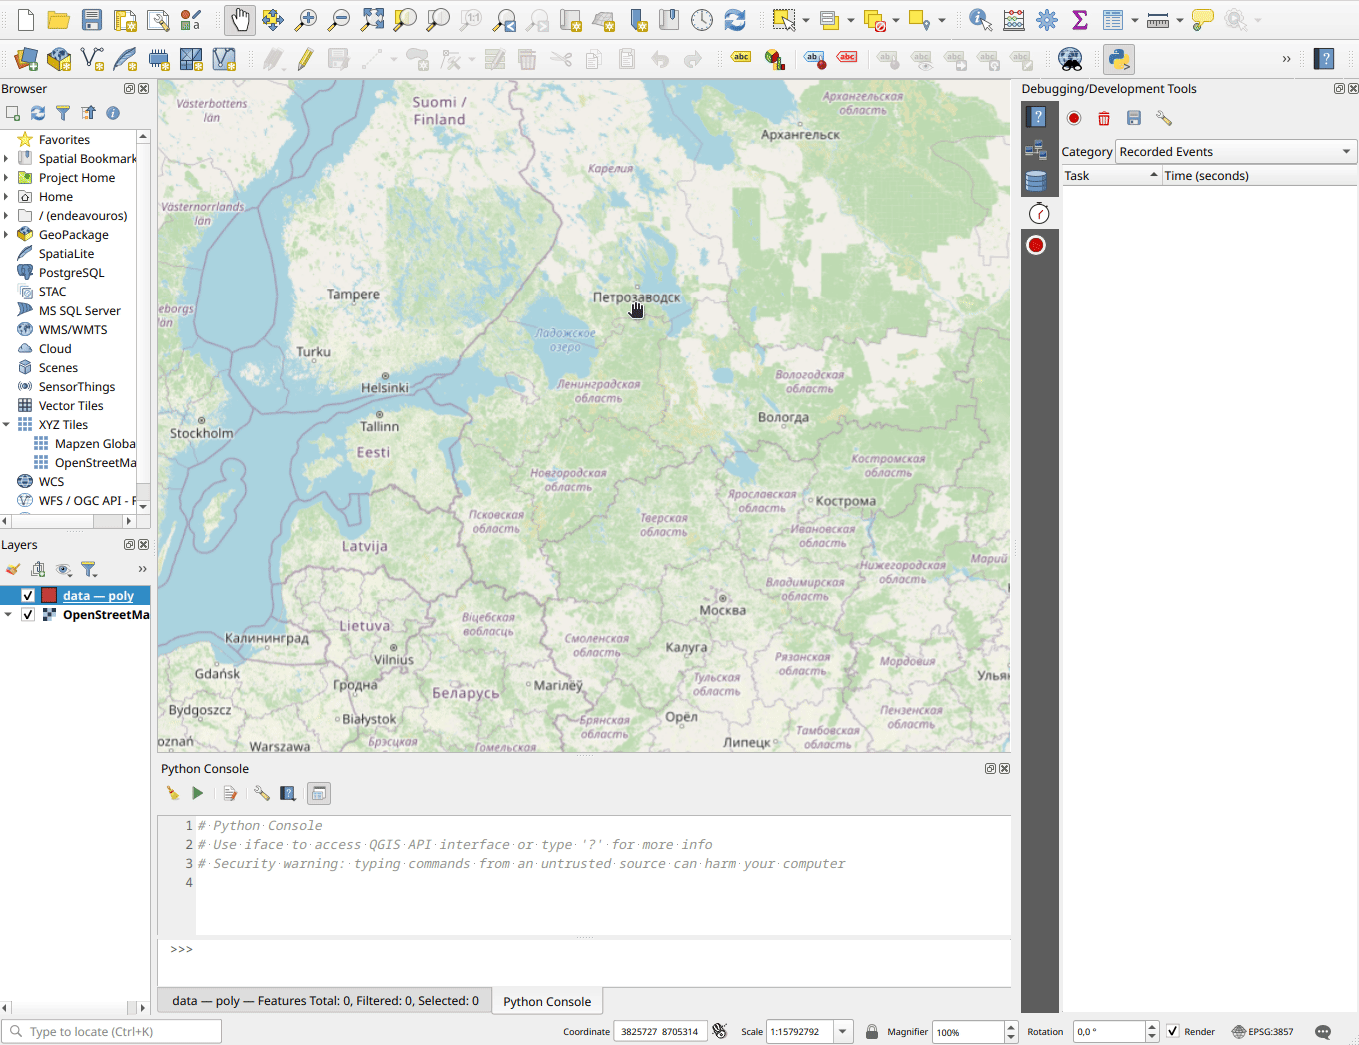 Browser
Favorites
Spatial Bookmark
Project Home
Home
/ (endeavouros)
GeoPackage
SpatiaLite
PostgreSQL
STAC
MS SQL Server
WMS/WMTS
Cloud
Scenes
SensorThings
Vector Tiles
XYZ Tiles
Mapzen Globa
OpenStreetMa
WCS
WFS / OGC API - F
Layers
data — poly
OpenStreetMa
Västerbottens
län
Suomi /
Finland
Архангельская
область
Архангельск
Карелия
Västernorrlands
län
Tampere
Петрозаводск
eborgs
län
Ладожское
озеро
Turku
Helsinki
Ленинградская
область
Вологодская
область
Stockholm
Tallinn
Вологда
Eesti
Новгородская
область
Костромская
область
Ярославская
область
Кострома
Псковская
область
Тверская
область
Ивановская
область
Latvija
Нижегородская
область
Марий
Владимирская
область
Москва
Калининград
Lietuva
Віцебская
вобласць
Смоленская
область
Калуга
Рязанская
область
Мордовия
Vilnius
Gdańsk
Гродна
Беларусь
Магілёў
Тульская
область
Улья
Bydgoszcz
Białystok
Брянская
область
Орёл
Пензенская
область
oznań
Warszawa
Брэсцкая
Гомельская
Липецк
Тамбовская
область
Debugging/Development Tools
Category Recorded Events
Task Time (seconds)
Python Console
1 # Python Console
2 # Use iface to access QGIS API interface or type '?' for more info
3 # Security warning: typing commands from an untrusted source can harm your computer
4
>>>
data — poly — Features Total: 0, Filtered: 0, Selected: 0 Python Console
Type to locate (Ctrl+K) Coordinate 3825727 8705314 Scale 1:15792792 Magnifier 100% Rotation 0,0 ° Render EPSG:3857